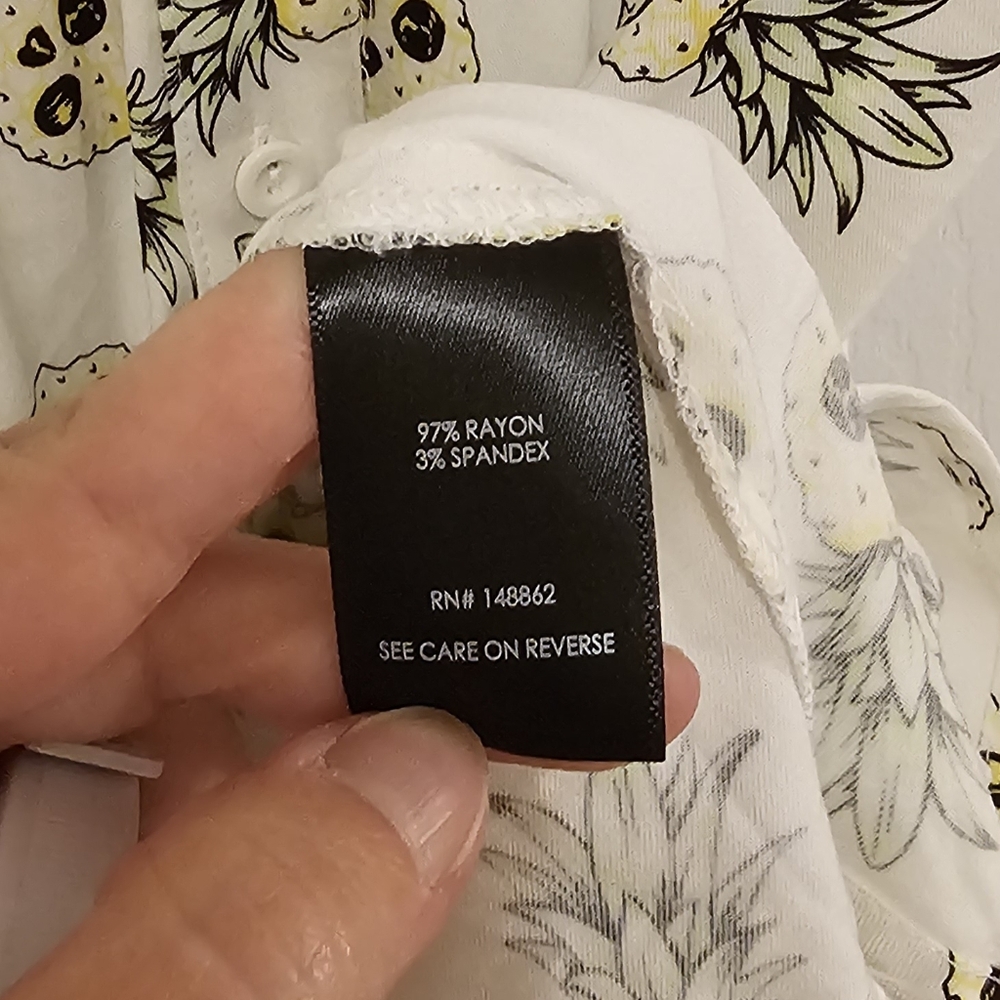 97% RAYON
3% SPANDEX
RN# 148862
SEE CARE ON REVERSE